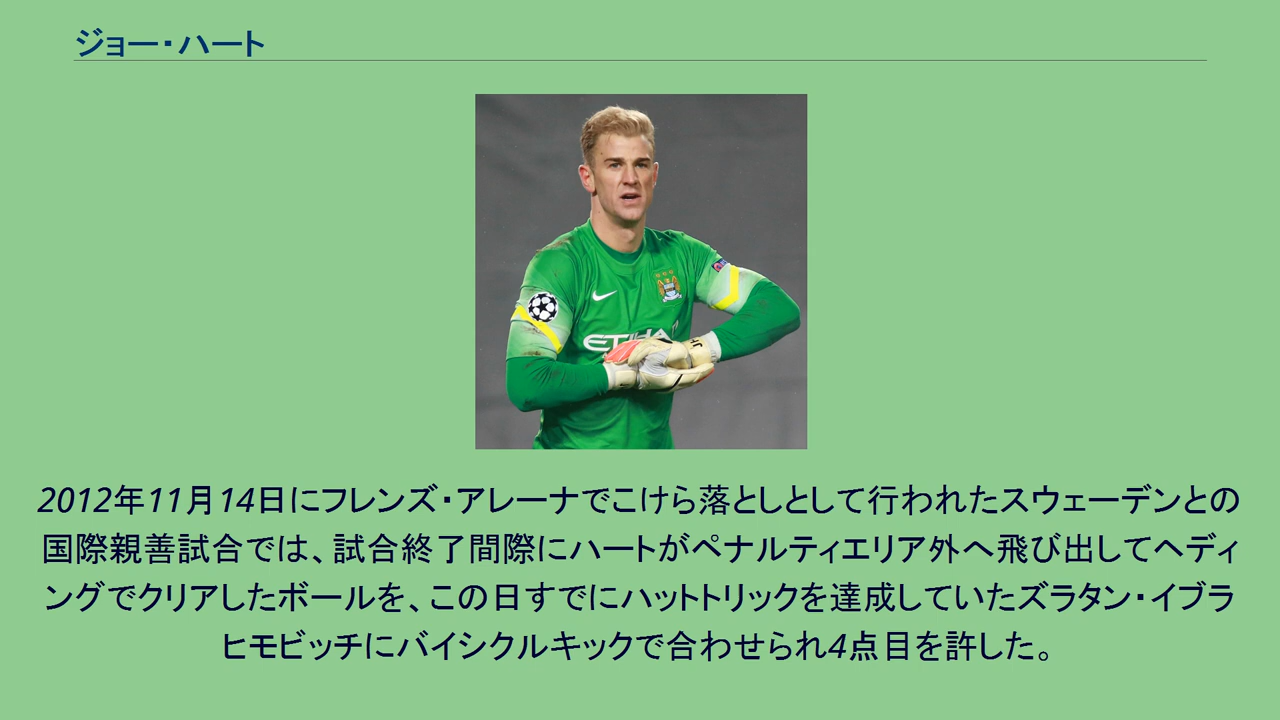 ジョー・ハート
ETIHA
2012年11月14日にフレンズ・アレーナでこけら落としとして行われたスウェーデンとの
国際親善試合では、試合終了間際にハートがペナルティエリア外へ飛び出してヘディ
ングでクリアしたボールを、この日すでにハットトリックを達成していたズラタン・イブラ
ヒモビッチにバイシクルキックで合わせられ4点目を許した。